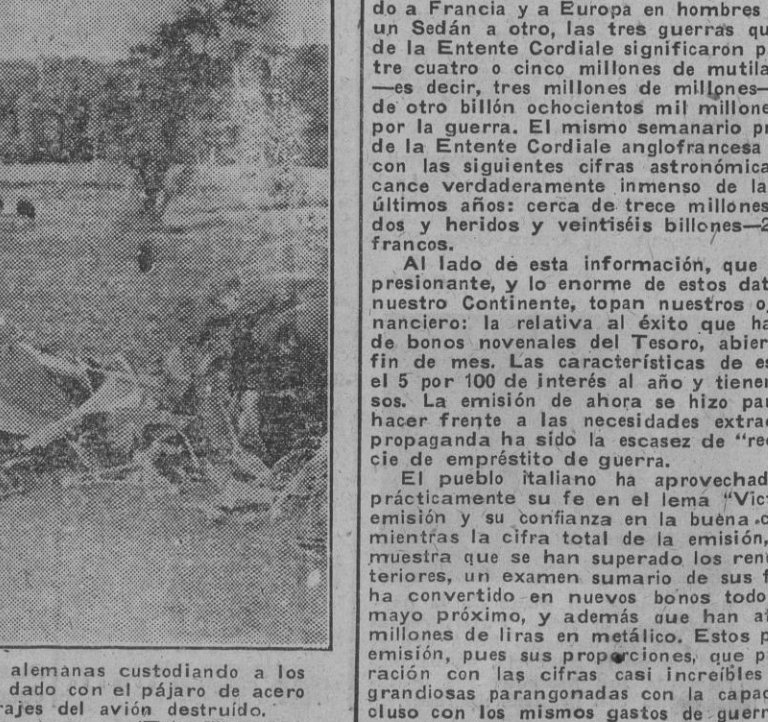 alemanas custodiando a los
dado con el pájaro de acero
rajes del avión destruído.
do a Francia y a Europa en hombres
un Sedán a otro, las tres guerras qu
de la Entente Cordiale significaron p
tre cuatro o cinco millones de mutila
—es decir, tres millones de millones—
de otro billón ochocientos mil millone
por la guerra. El mismo semanario pr
de la Entente Cordiale anglofrancesa
con las siguientes cifras astronómica
cance verdaderamente inmenso de la
últimos años: cerca de trece millones
dos y heridos y veintiséis billones—2
francos.
Al lado de esta información, que
presionante, y lo enorme de estos dat
nuestro Continente, topan nuestros oj
nanciero: la relativa al éxito que ha
de bonos novenales del Tesoro, abier
fin de mes. Las características de es
el 5 por 100 de interés al año y tienen
sos. La emisión de ahora se hizo par
hacer frente a las necesidades extrao
propaganda ha sido la escasez de “rec
cie de empréstito de guerra.
El pueblo italiano ha aprovechad
prácticamente su fe en el lema “Vict
emisión y su confianza en la buena c
mientras la cifra total de la emisión,
muestra que se han superado los ren
teriores, un examen sumario de sus f
ha convertido en nuevos bonos todo
mayo próximo, y además que han af
millones de liras en metálico. Estos p
emisión, pues sus proporciones, que p
ración con las cifras casi increíbles
grandiosas parangonadas con la capac
cluso con los mismos gastos de guerr